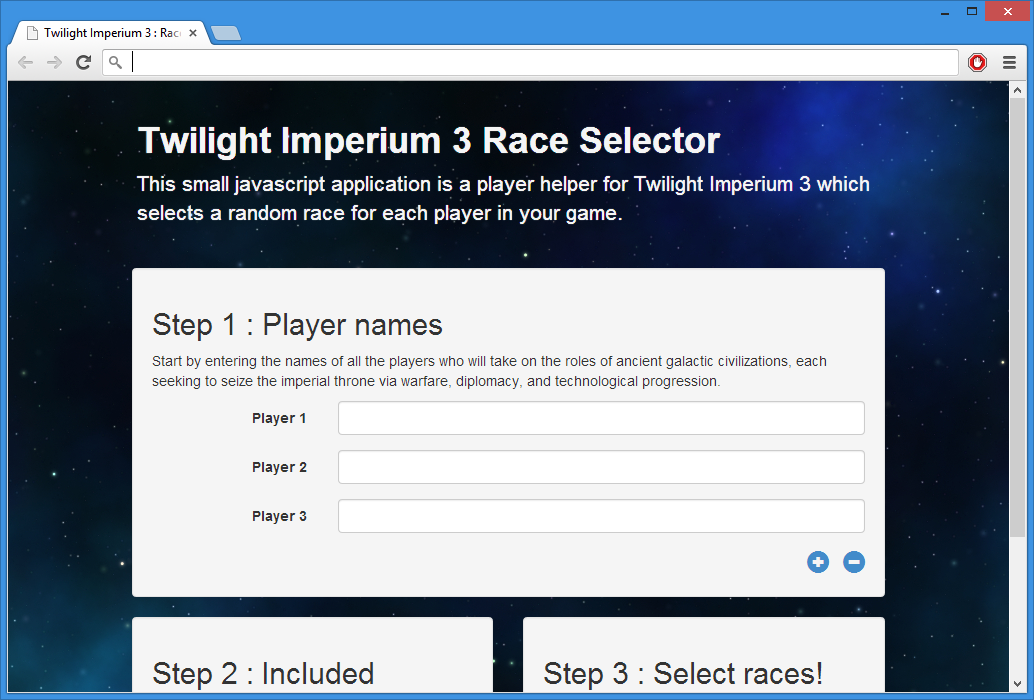 Twilight Imperium 3 : Rac
Twilight Imperium 3 Race Selector
This small javascript application is a player helper for Twilight Imperium 3 which
selects a random race for each player in your game.
Step 1 : Player names
Start by entering the names of all the players who will take on the roles of ancient galactic civilizations, each
seeking to seize the imperial throne via warfare, diplomacy, and technological progression.
Player 1
Player 2
Player 3
Step 2 : Included
Step 3 : Select races!